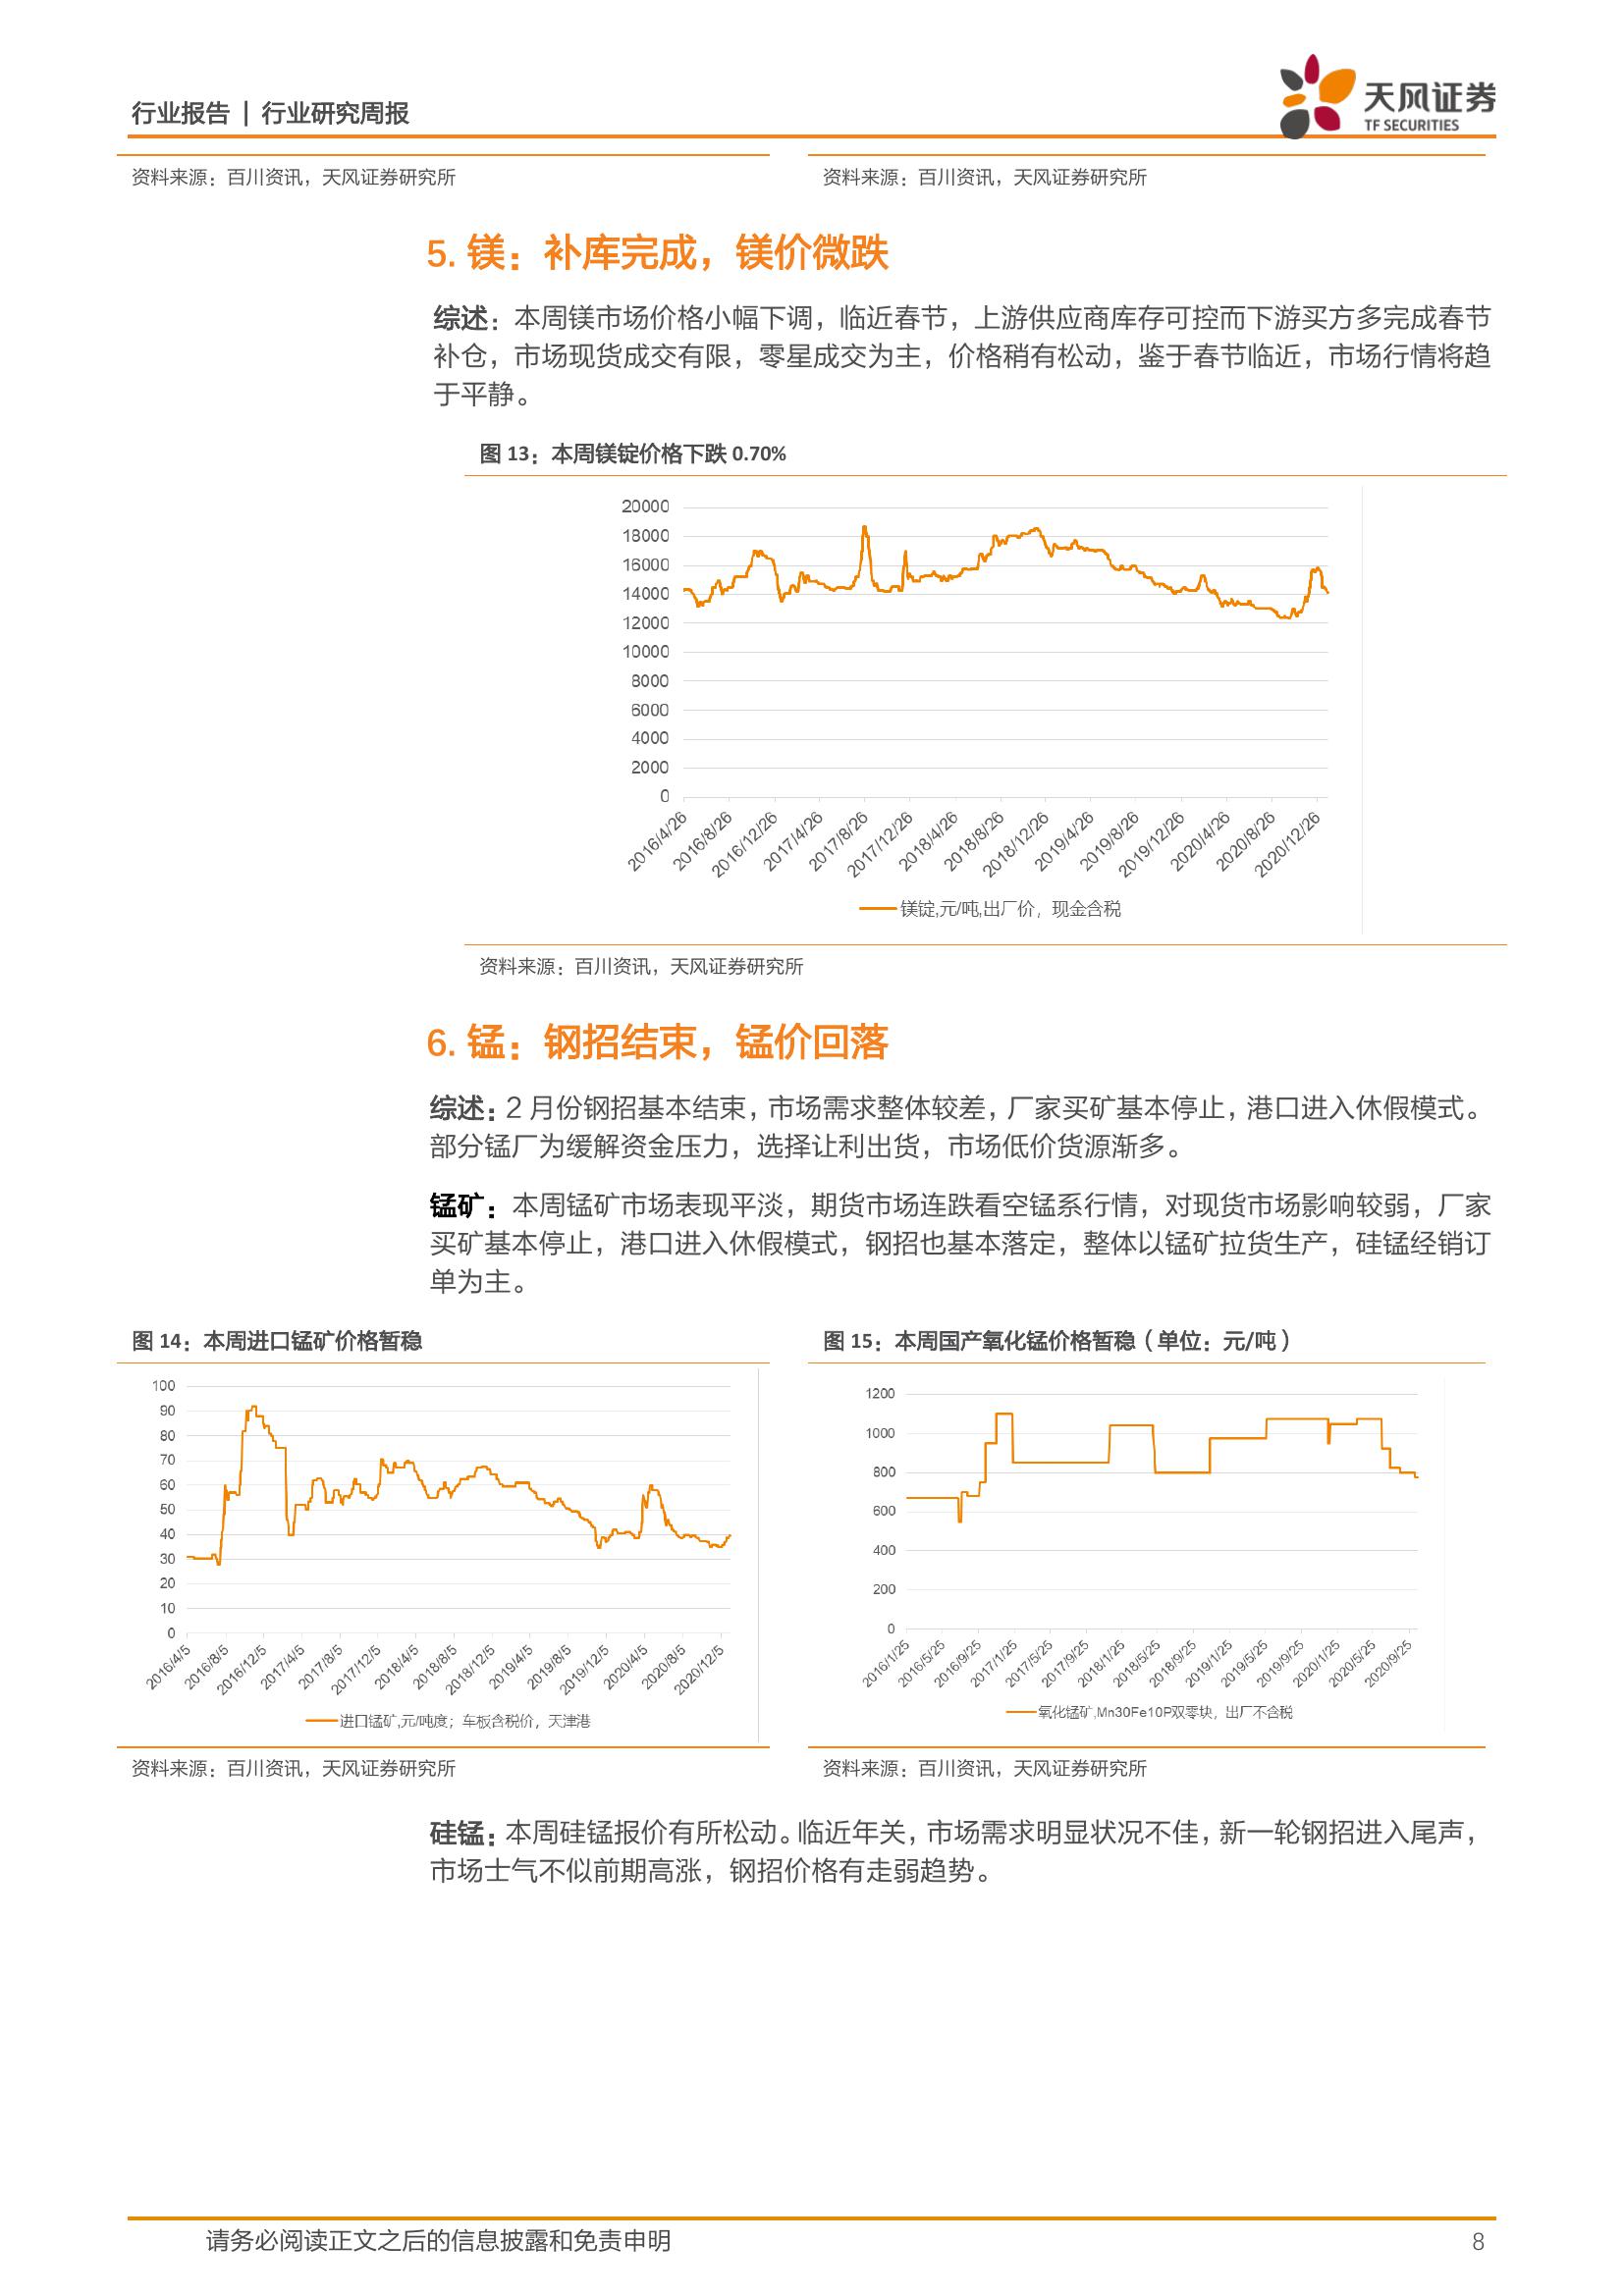 行业报告 | 行业研究周报
天风证券
TF SECURITIES
资料来源：百川资讯，天风证券研究所
资料来源：百川资讯，天风证券研究所
5. 镁：补库完成，镁价微跌
综述：本周镁市场价格小幅下调，临近春节，上游供应商库存可控而下游买方多完成春节
补仓，市场现货成交有限，零星成交为主，价格稍有松动，鉴于春节临近，市场行情将趋
于平静。
图 13：本周镁锭价格下跌 0.70%
20000
18000
16000
14000
12000
10000
8000
6000
4000
2000
0
2016/4/26
2016/8/26
2016/12/26
2017/4/26
2017/8/26
2017/12/26
2018/4/26
2018/8/26
2018/12/26
2019/4/26
2019/8/26
2019/12/26
2020/4/26
2020/8/26
2020/12/26
镁锭,元/吨,出厂价，现金含税
资料来源：百川资讯，天风证券研究所
6. 锰：钢招结束，锰价回落
综述：2 月份钢招基本结束，市场需求整体较差，厂家买矿基本停止，港口进入休假模式。
部分锰厂为缓解资金压力，选择让利出货，市场低价货源渐多。
锰矿：本周锰矿市场表现平淡，期货市场连跌看空锰系行情，对现货市场影响较弱，厂家
买矿基本停止，港口进入休假模式，钢招也基本落定，整体以锰矿拉货生产，硅锰经销订
单为主。
图 14：本周进口锰矿价格暂稳
100
90
80
70
60
50
40
30
20
10
0
2016/4/5
2016/8/5
2016/12/5
2017/4/5
2017/8/5
2017/12/5
2018/4/5
2018/8/5
2018/12/5
2019/4/5
2019/8/5
2019/12/5
2020/4/5
2020/8/5
2020/12/5
进口锰矿,元/吨度；车板含税价，天津港
资料来源：百川资讯，天风证券研究所
图 15：本周国产氧化锰价格暂稳（单位：元/吨）
1200
1000
800
600
400
200
0
2016/1/25
2016/5/25
2016/9/25
2017/1/25
2017/5/25
2017/9/25
2018/1/25
2018/5/25
2018/9/25
2019/1/25
2019/5/25
2019/9/25
2020/1/25
2020/5/25
2020/9/25
氧化锰矿,Mn30Fe10P双零块，出厂不含税
资料来源：百川资讯，天风证券研究所
硅锰：本周硅锰报价有所松动。临近年关，市场需求明显状况不佳，新一轮钢招进入尾声，
市场士气不似前期高涨，钢招价格有走弱趋势。
请务必阅读正文之后的信息披露和免责申明
8